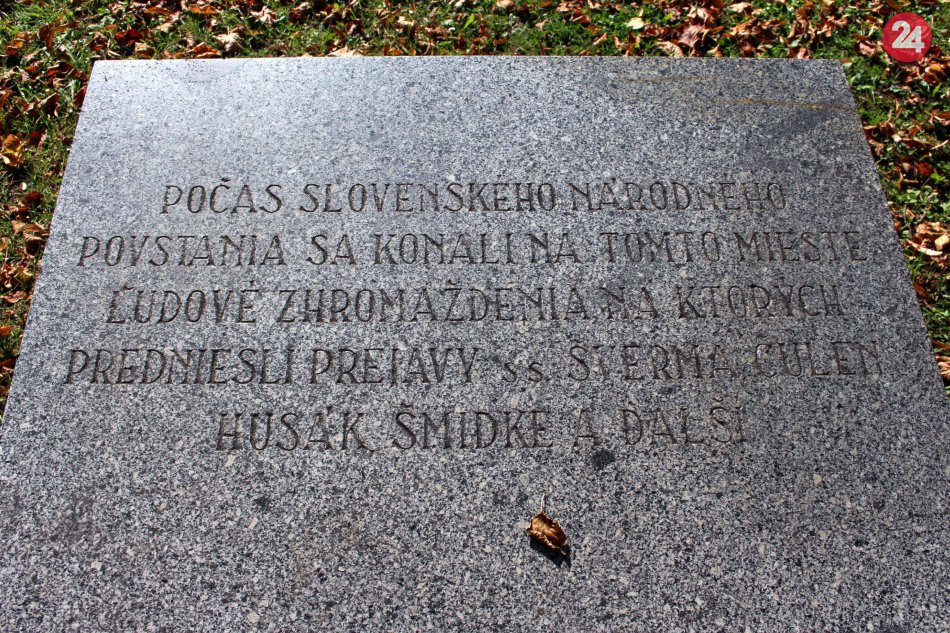 24
POČAS SLOVENSKÉHO NÁRODNÉHO
POVSTANIA SA KONALI NA TOMTO MIESTE
ĽUDOVÉ ZHROMAŽDENIA NA KTORÝCH
PREDNIESLI PREJAVY s.s. ŠVERMA, ČULEN,
HUSÁK, ŠMIDKE A ĎALŠÍ